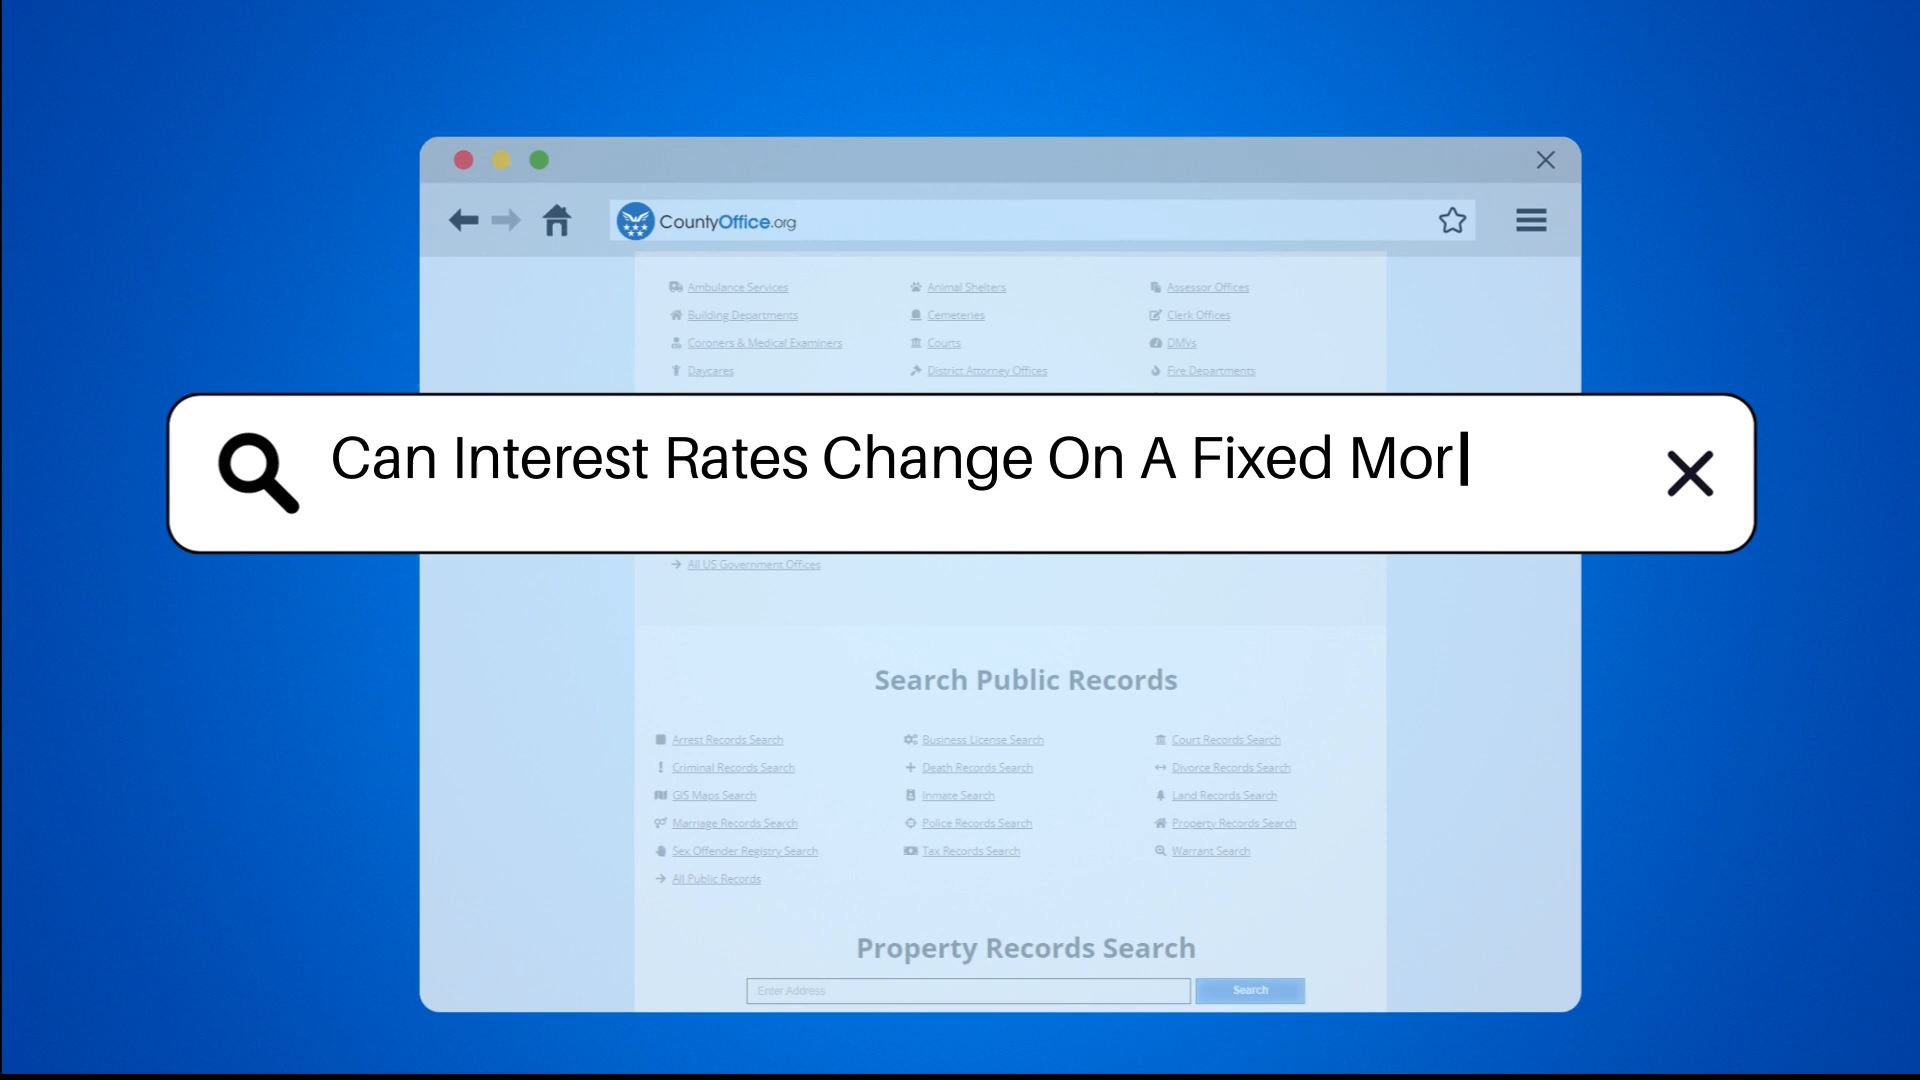 CountyOffice.org
Ambulance Services Animal Shelters Assessor Offices
Building Departments Cemeteries Clerk Offices
Coroners & Medical Examiners Courts DMVs
Daycares District Attorney Offices Fire Departments
Can Interest Rates Change On A Fixed Mor
All US Government Offices
Search Public Records
Arrest Records Search Business License Search Court Records Search
Criminal Records Search Death Records Search Divorce Records Search
GIS Maps Search Inmate Search Land Records Search
Marriage Records Search Police Records Search Property Records Search
Sex Offender Registry Search Tax Records Search Warrant Search
All Public Records
Property Records Search
Enter Address Search